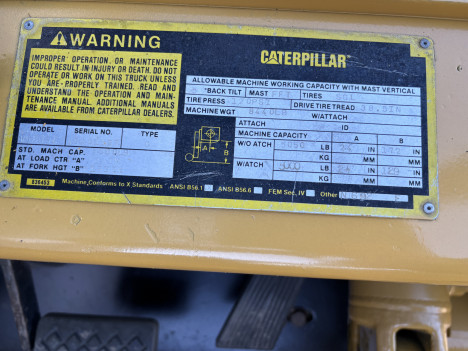 WARNING
IMPROPER OPERATION OR MAINTENANCE
COULD RESULT IN INJURY OR DEATH. DO NOT
OPERATE OR WORK ON THIS TRUCK UNLESS
YOU ARE PROPERLY TRAINED. READ AND
UNDERSTAND THE OPERATION AND MAIN-
TENANCE MANUAL. ADDITIONAL MANUALS
ARE AVAILABLE FROM CATERPILLAR DEALERS.
MODEL SERIAL NO. TYPE
STD. MACH CAP.
AT LOAD CTR "A"
AT FORK HGT "B"
CATERPILLAR
ALLOWABLE MACHINE WORKING CAPACITY WITH MAST VERTICAL
°BACK TILT MAST TIRES
TIRE PRESS DRIVE TIRE TREAD
MACHINE WGT W/ATTACH
ATTACH ID
MACHINE CAPACITY A B
W/O ATCH LB IN IN
KG MM MM
W/ATCH LB IN IN
KG MM MM
A
B
836453 Machine Conforms to X Standards ANSI B56.1 ANSI B56.6 FEM Sec. IV Other